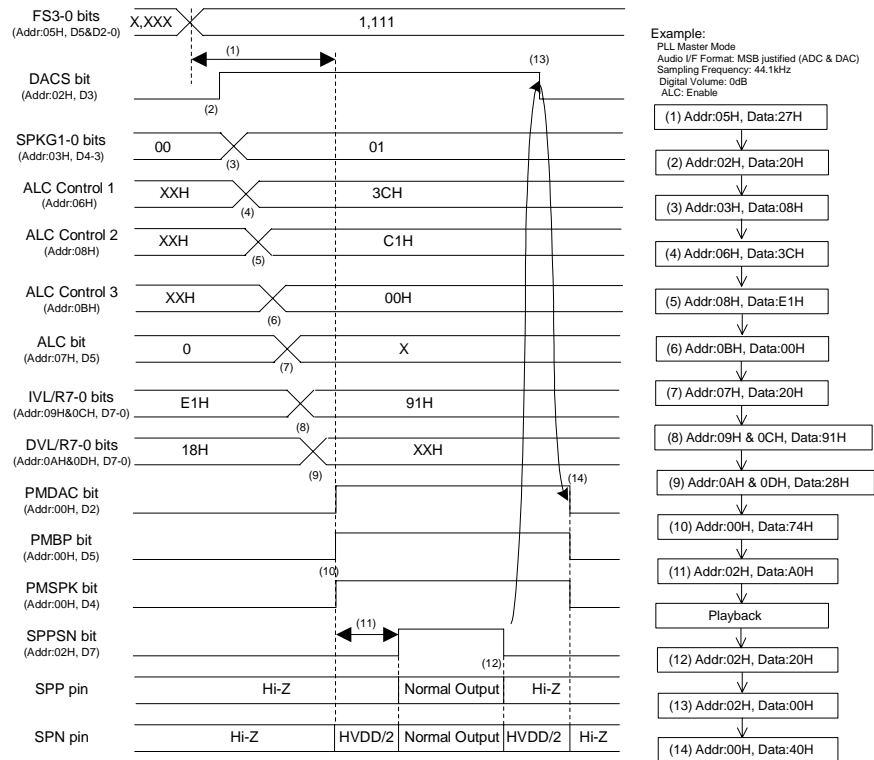 FS3-0 bits
(Addr:05H, D5&D2-0)
X,XXX
1,111
(1)
(13)
DACS bit
(Addr:02H, D3)
(2)
SPKG1-0 bits
(Addr:03H, D4-3)
00
01
(3)
ALC Control 1
(Addr:06H)
XXH
3CH
(4)
ALC Control 2
(Addr:08H)
XXH
C1H
(5)
ALC Control 3
(Addr:0BH)
XXH
00H
(6)
ALC bit
(Addr:07H, D5)
0
X
(7)
IVL/R7-0 bits
(Addr:09H&0CH, D7-0)
E1H
91H
(8)
DVL/R7-0 bits
(Addr:0AH&0DH, D7-0)
18H
XXH
(9)
PMDAC bit
(Addr:00H, D2)
(14)
PMBP bit
(Addr:00H, D5)
(10)
PMSPK bit
(Addr:00H, D4)
SPPSN bit
(Addr:02H, D7)
(11)
(12)
SPP pin
Hi-Z
Normal Output
Hi-Z
SPN pin
Hi-Z
HVDD/2
Normal Output
HVDD/2
Hi-Z
Example:
PLL Master Mode
Audio I/F Format: MSB justified (ADC & DAC)
Sampling Frequency: 44.1kHz
Digital Volume: 0dB
ALC: Enable
(1) Addr:05H, Data:27H
(2) Addr:02H, Data:20H
(3) Addr:03H, Data:08H
(4) Addr:06H, Data:3CH
(5) Addr:08H, Data:E1H
(6) Addr:0BH, Data:00H
(7) Addr:07H, Data:20H
(8) Addr:09H & 0CH, Data:91H
(9) Addr:0AH & 0DH, Data:28H
(10) Addr:00H, Data:74H
(11) Addr:02H, Data:A0H
Playback
(12) Addr:02H, Data:20H
(13) Addr:02H, Data:00H
(14) Addr:00H, Data:40H